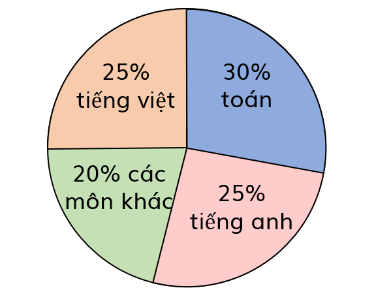 25%
tiếng việt
30%
toán
20% các
môn khác
25%
tiếng anh